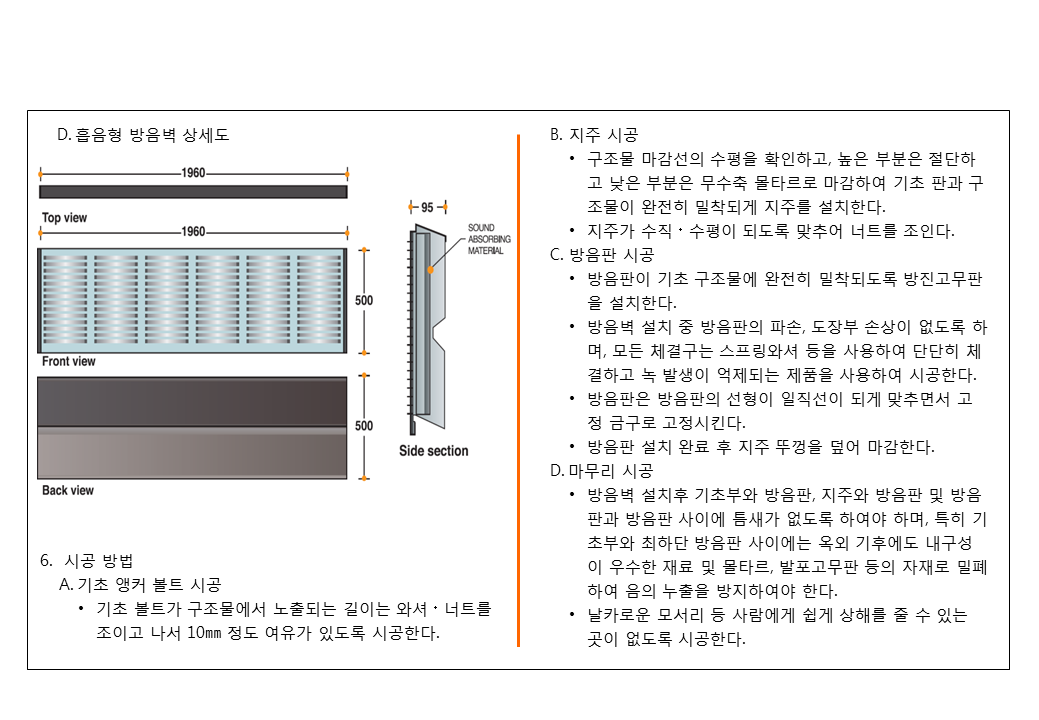 D. 흡음형 방음벽 상세도
1960
Top view
1960
500
Front view
500
Back view
95
SOUND
ABSORBING
MATERIAL
Side section
6. 시공 방법
A. 기초 앵커 볼트 시공
• 기초 볼트가 구조물에서 노출되는 길이는 와셔ㆍ너트를
조이고 나서 10㎜ 정도 여유가 있도록 시공한다.
B. 지주 시공
• 구조물 마감선의 수평을 확인하고, 높은 부분은 절단하
고 낮은 부분은 무수축 몰타르로 마감하여 기초 판과 구
조물이 완전히 밀착되게 지주를 설치한다.
• 지주가 수직ㆍ수평이 되도록 맞추어 너트를 조인다.
C. 방음판 시공
• 방음판이 기초 구조물에 완전히 밀착되도록 방진고무판
을 설치한다.
• 방음벽 설치 중 방음판의 파손, 도장부 손상이 없도록 하
며, 모든 체결구는 스프링와셔 등을 사용하여 단단히 체
결하고 녹 발생이 억제되는 제품을 사용하여 시공한다.
• 방음판은 방음판의 선형이 일직선이 되게 맞추면서 고
정 금구로 고정시킨다.
• 방음판 설치 완료 후 지주 뚜껑을 덮어 마감한다.
D. 마무리 시공
• 방음벽 설치후 기초부와 방음판, 지주와 방음판 및 방음
판과 방음판 사이에 틈새가 없도록 하여야 하며, 특히 기
초부와 최하단 방음판 사이에는 옥외 기후에도 내구성
이 우수한 재료 및 몰타르, 발포고무판 등의 자재로 밀폐
하여 음의 누출을 방지하여야 한다.
• 날카로운 모서리 등 사람에게 쉽게 상해를 줄 수 있는
곳이 없도록 시공한다.